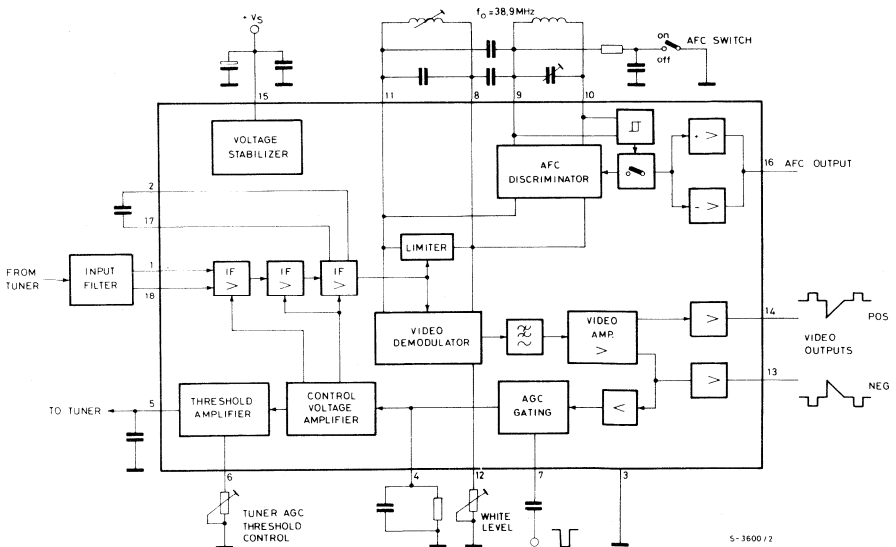 + VS
fo = 38,9 MHz
on
off
AFC SWITCH
15
11
8
9
10
VOLTAGE
STABILIZER
AFC
DISCRIMINATOR
+ >
- >
16
AFC OUTPUT
2
17
LIMITER
FROM
TUNER
INPUT
FILTER
1
18
IF
>
IF
>
IF
>
VIDEO
DEMODULATOR
VIDEO
AMP.
>
>
14
POS
VIDEO
OUTPUTS
>
13
NEG
TO TUNER
5
THRESHOLD
AMPLIFIER
CONTROL
VOLTAGE
AMPLIFIER
AGC
GATING
<
6
4
12
7
3
TUNER AGC
THRESHOLD
CONTROL
WHITE
LEVEL
S-3600/2